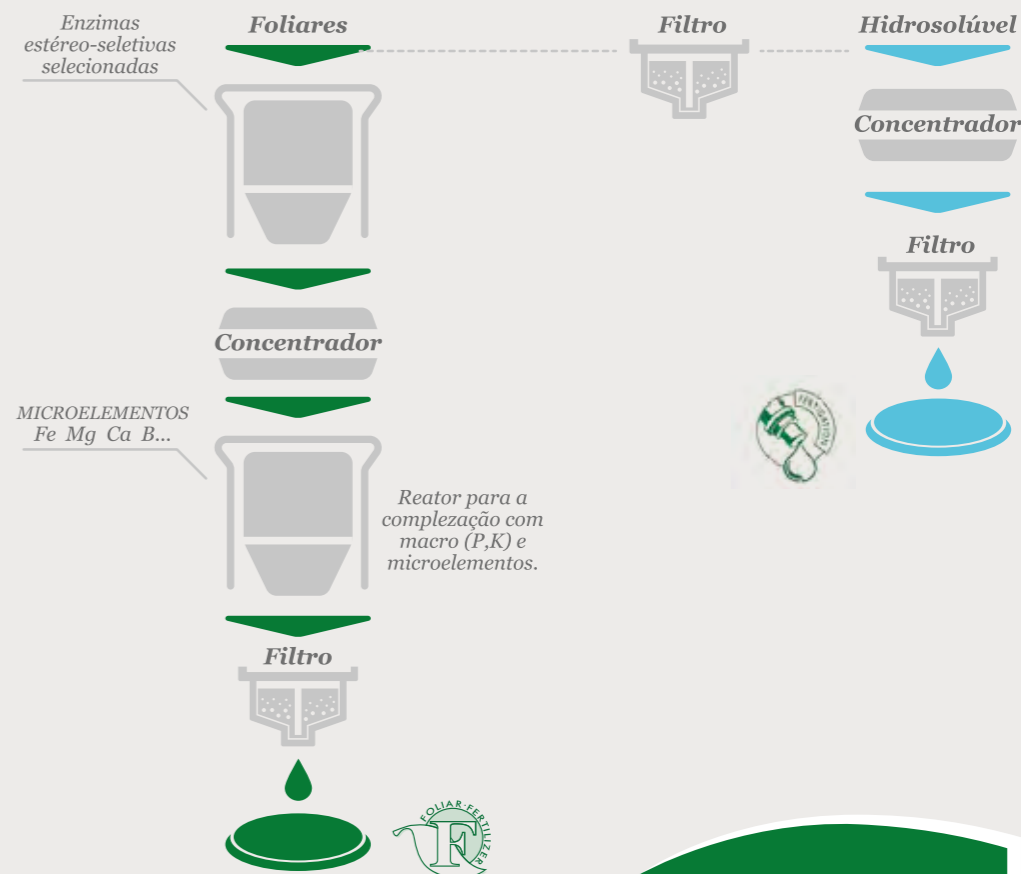 Enzimas
estéreo-seletivas
selecionadas
Foliares
Filtro
Hidrosolúvel
Concentrador
Filtro
Concentrador
MICROELEMENTOS
Fe Mg Ca B...
FERTIGATION
Reator para a
complezação com
macro (P,K) e
microelementos.
Filtro
FOLIAR-FERTILIZER
F